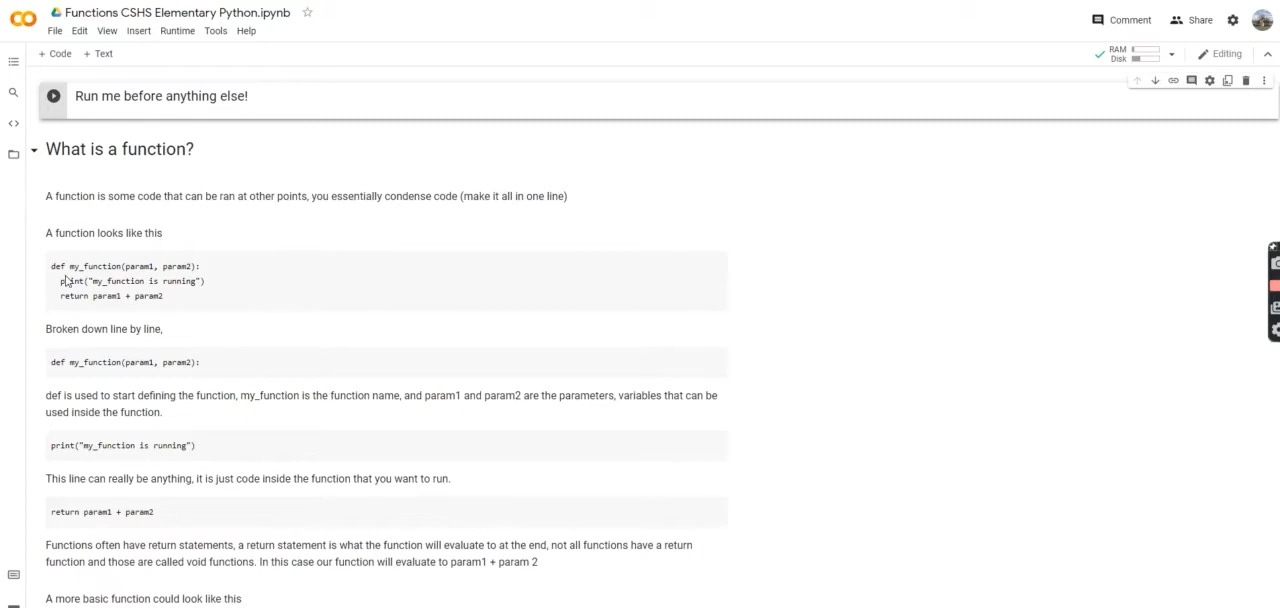 Functions CSHS Elementary Python.ipynb
Comment
Share
File Edit View Insert Runtime Tools Help
+ Code + Text
RAM
Disk
Editing
Run me before anything else!
What is a function?
A function is some code that can be ran at other points, you essentially condense code (make it all in one line)
A function looks like this
def my_function(param1, param2):
print("my_function is running")
return param1 + param2
Broken down line by line,
def my_function(param1, param2):
def is used to start defining the function, my_function is the function name, and param1 and param2 are the parameters, variables that can be
used inside the function.
print("my_function is running")
This line can really be anything, it is just code inside the function that you want to run.
return param1 + param2
Functions often have return statements, a return statement is what the function will evaluate to at the end, not all functions have a return
function and those are called void functions. In this case our function will evaluate to param1 + param 2
A more basic function could look like this